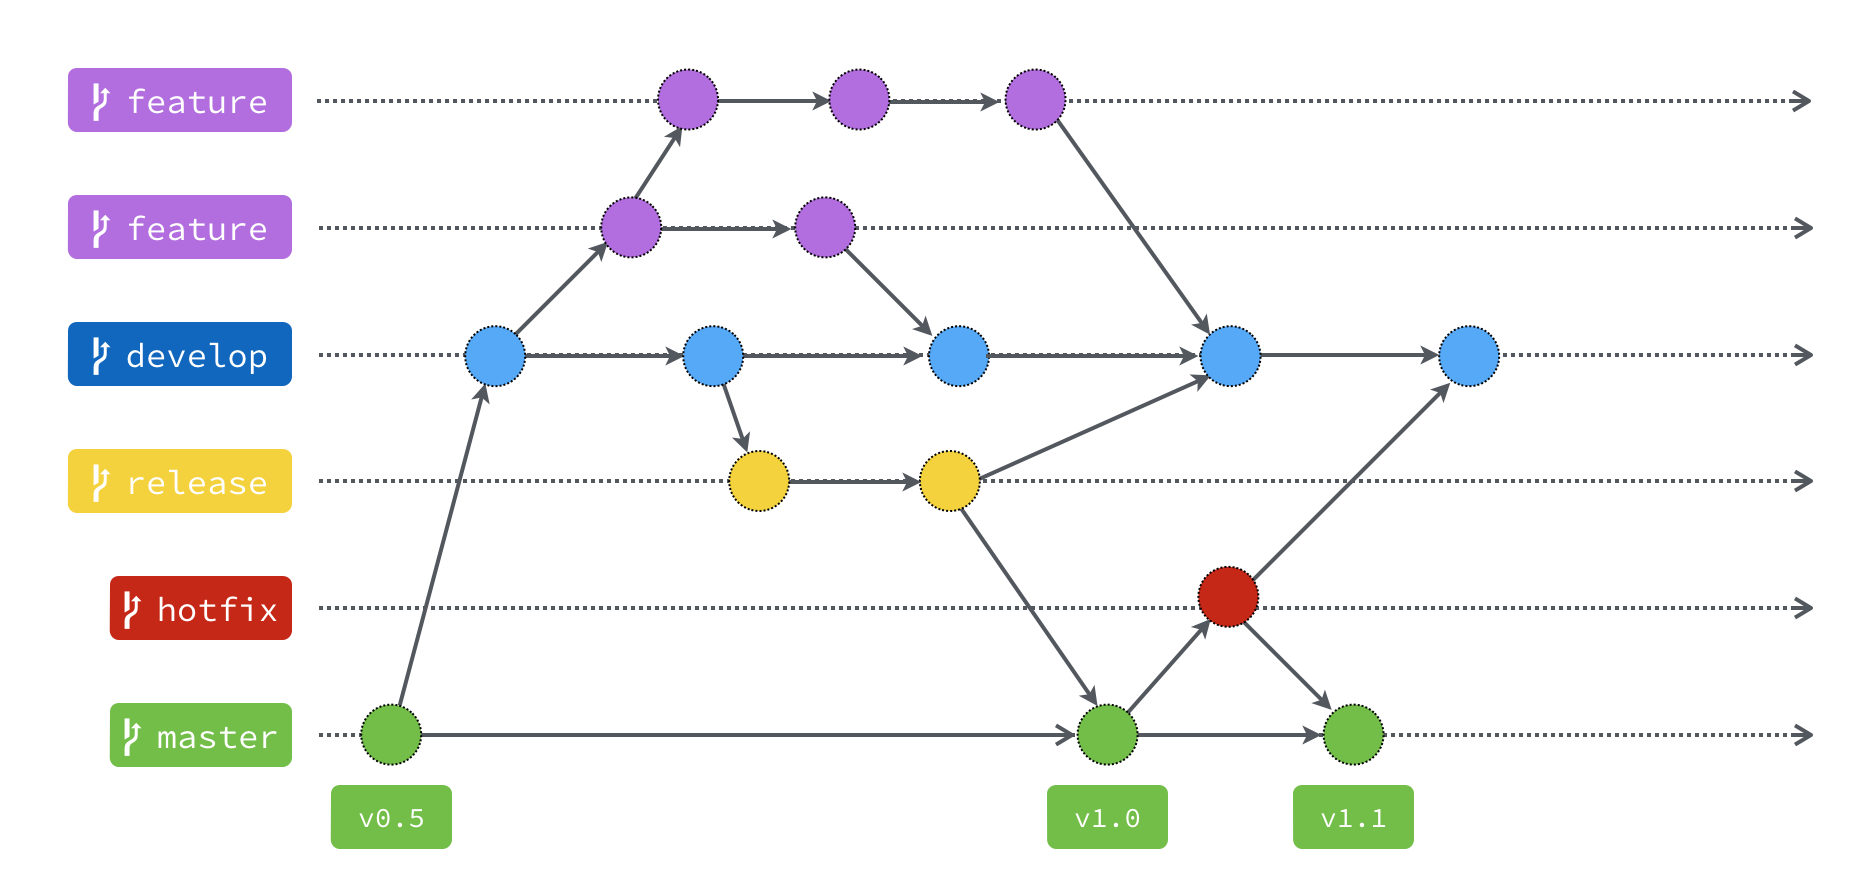 feature
feature
develop
release
hotfix
master
v0.5
v1.0
v1.1